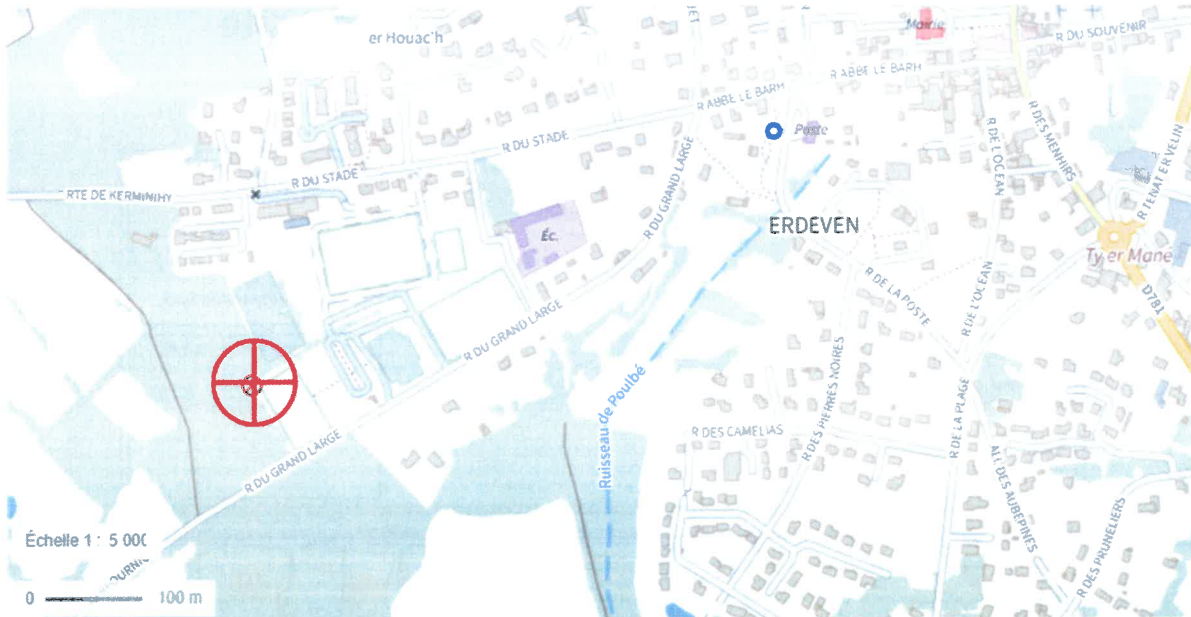 er Houac'h
Mairie
R DU SOUVENIR
R ABBE LE BARH
R ABBE LE BARH
Poste
R DU STADE
R DU STADE
RTE DE KERMINIHY
R DU GRAND LARGE
R DE L'OCEAN
R DES MENHIRS
R TENAT ER VELIN
Éc.
ERDEVEN
Ty er Mané
D781
R DE LA POSTE
R DE L'OCEAN
R DU GRAND LARGE
Ruisseau de Poulbé
R DES PIERRES NOIRES
R DE LA PLAGE
R DES CAMELIAS
R DU GRAND LARGE
ALL DES AUBEPINES
R DES PRUNELIERS
Échelle 1 : 5 000
0 100 m